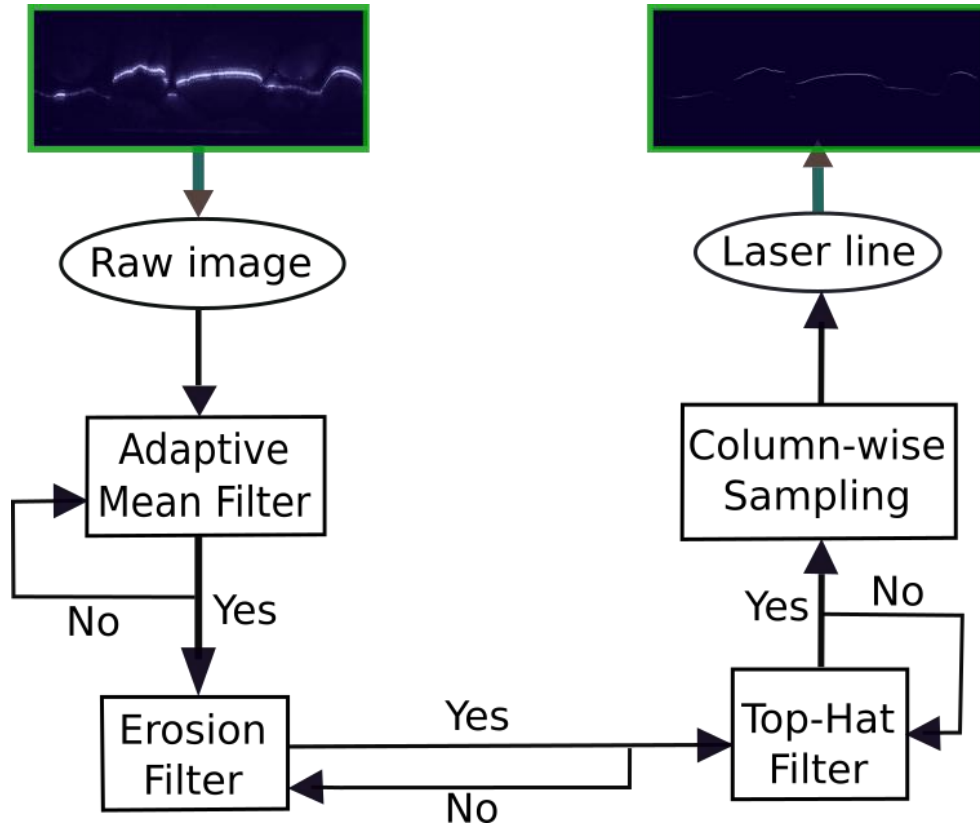 Raw image
Adaptive
Mean Filter
No
Yes
Erosion
Filter
Yes
No
Top-Hat
Filter
Yes
No
Column-wise
Sampling
Laser line